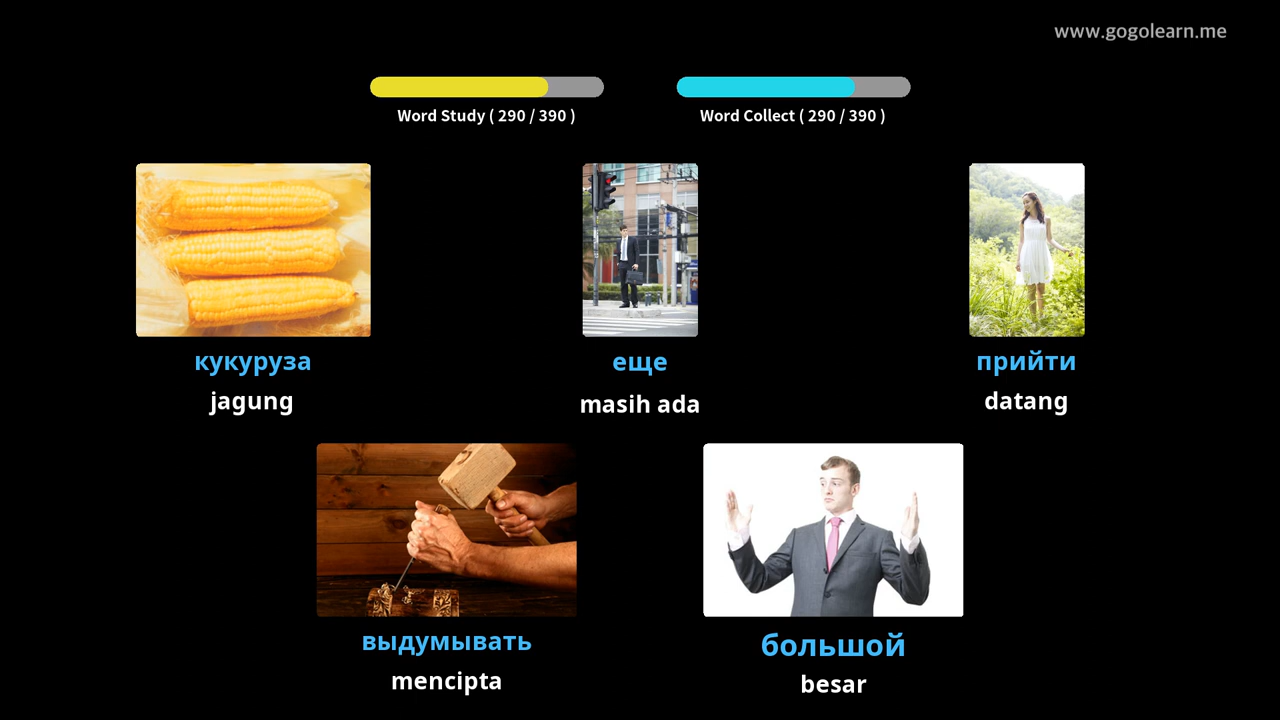 www.gogolearn.me
Word Study ( 290 / 390 )
Word Collect ( 290 / 390 )
кукуруза
jagung
еще
masih ada
прийти
datang
выдумывать
mencipta
большой
besar